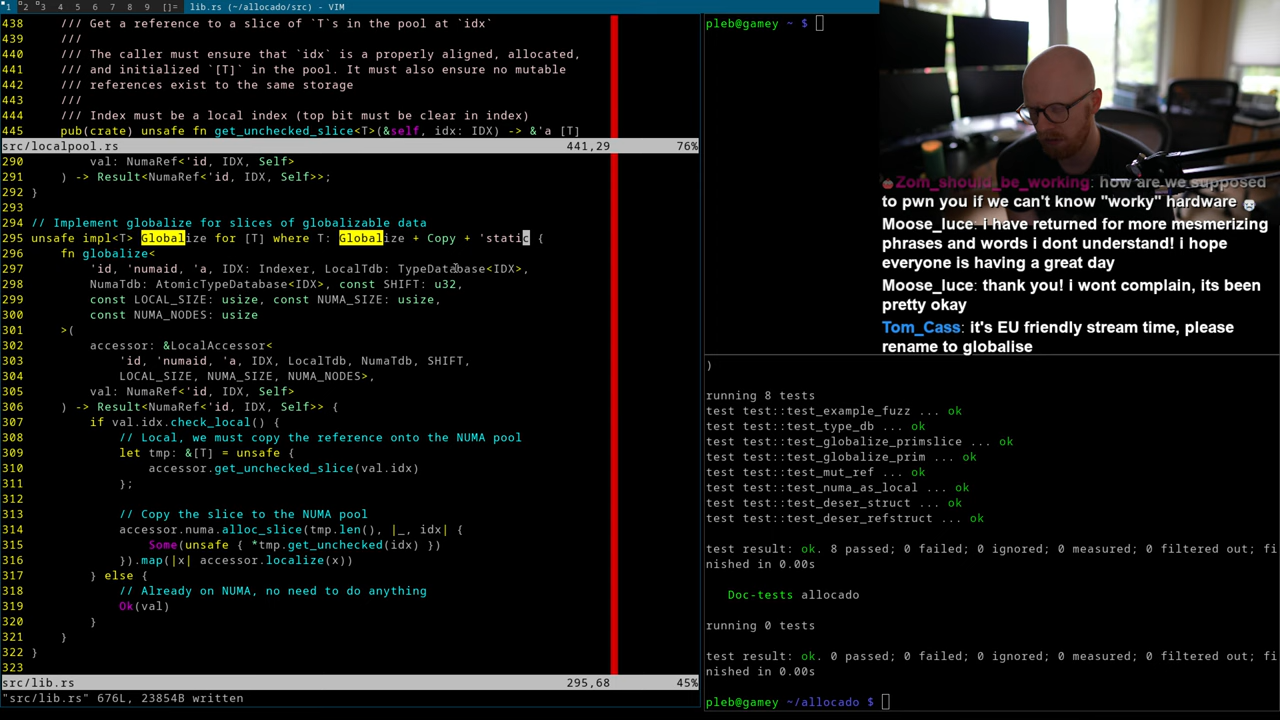 1 2 3 4 5 6 7 8 9 []= lib.rs (~/allocado/src) - VIM
438     /// Get a reference to a slice of `T`s in the pool at `idx`
439     ///
440     /// The caller must ensure that `idx` is a properly aligned, allocated,
441     /// and initialized `[T]` in the pool. It must also ensure no mutable
442     /// references exist to the same storage
443     ///
444     /// Index must be a local index (top bit must be clear in index)
445     pub(crate) unsafe fn get_unchecked_slice<T>(&self, idx: IDX) -> &'a [T]
src/localpool.rs 441,29 76%
290         val: NumaRef<'id, IDX, Self>
291     ) -> Result<NumaRef<'id, IDX, Self>>;
292 }
293
294 // Implement globalize for slices of globalizable data
295 unsafe impl<T> Globalize for [T] where T: Globalize + Copy + 'static {
296     fn globalize<
297         'id, 'numaid, 'a, IDX: Indexer, LocalTdb: TypeDatabase<IDX>,
298         NumaTdb: AtomicTypeDatabase<IDX>, const SHIFT: u32,
299         const LOCAL_SIZE: usize, const NUMA_SIZE: usize,
300         const NUMA_NODES: usize
301     >(
302         accessor: &LocalAccessor<
303             'id, 'numaid, 'a, IDX, LocalTdb, NumaTdb, SHIFT,
304             LOCAL_SIZE, NUMA_SIZE, NUMA_NODES>,
305         val: NumaRef<'id, IDX, Self>
306     ) -> Result<NumaRef<'id, IDX, Self>> {
307         if val.idx.check_local() {
308             // Local, we must copy the reference onto the NUMA pool
309             let tmp: &[T] = unsafe {
310                 accessor.get_unchecked_slice(val.idx)
311             };
312
313             // Copy the slice to the NUMA pool
314             accessor.numa.alloc_slice(tmp.len(), |_, idx| {
315                 Some(unsafe { *tmp.get_unchecked(idx) })
316             }).map(|x| accessor.localize(x))
317         } else {
318             // Already on NUMA, no need to do anything
319             Ok(val)
320         }
321     }
322 }
323
src/lib.rs 295,68 45%
"src/lib.rs" 676L, 23854B written
pleb@gamey ~ $
Zom_should_be_working: how are we supposed
to pwn you if we can't know "worky" hardware
Moose_luce: i have returned for more mesmerizing
phrases and words i dont understand! i hope
everyone is having a great day
Moose_luce: thank you! i wont complain, its been
pretty okay
Tom_Cass: it's EU friendly stream time, please
rename to globalise
)
running 8 tests
test test::test_example_fuzz ... ok
test test::test_type_db ... ok
test test::test_globalize_primslice ... ok
test test::test_globalize_prim ... ok
test test::test_mut_ref ... ok
test test::test_numa_as_local ... ok
test test::test_deser_struct ... ok
test test::test_deser_refstruct ... ok
test result: ok. 8 passed; 0 failed; 0 ignored; 0 measured; 0 filtered out; fi
nished in 0.00s
Doc-tests allocado
running 0 tests
test result: ok. 0 passed; 0 failed; 0 ignored; 0 measured; 0 filtered out; fi
nished in 0.00s
pleb@gamey ~/allocado $